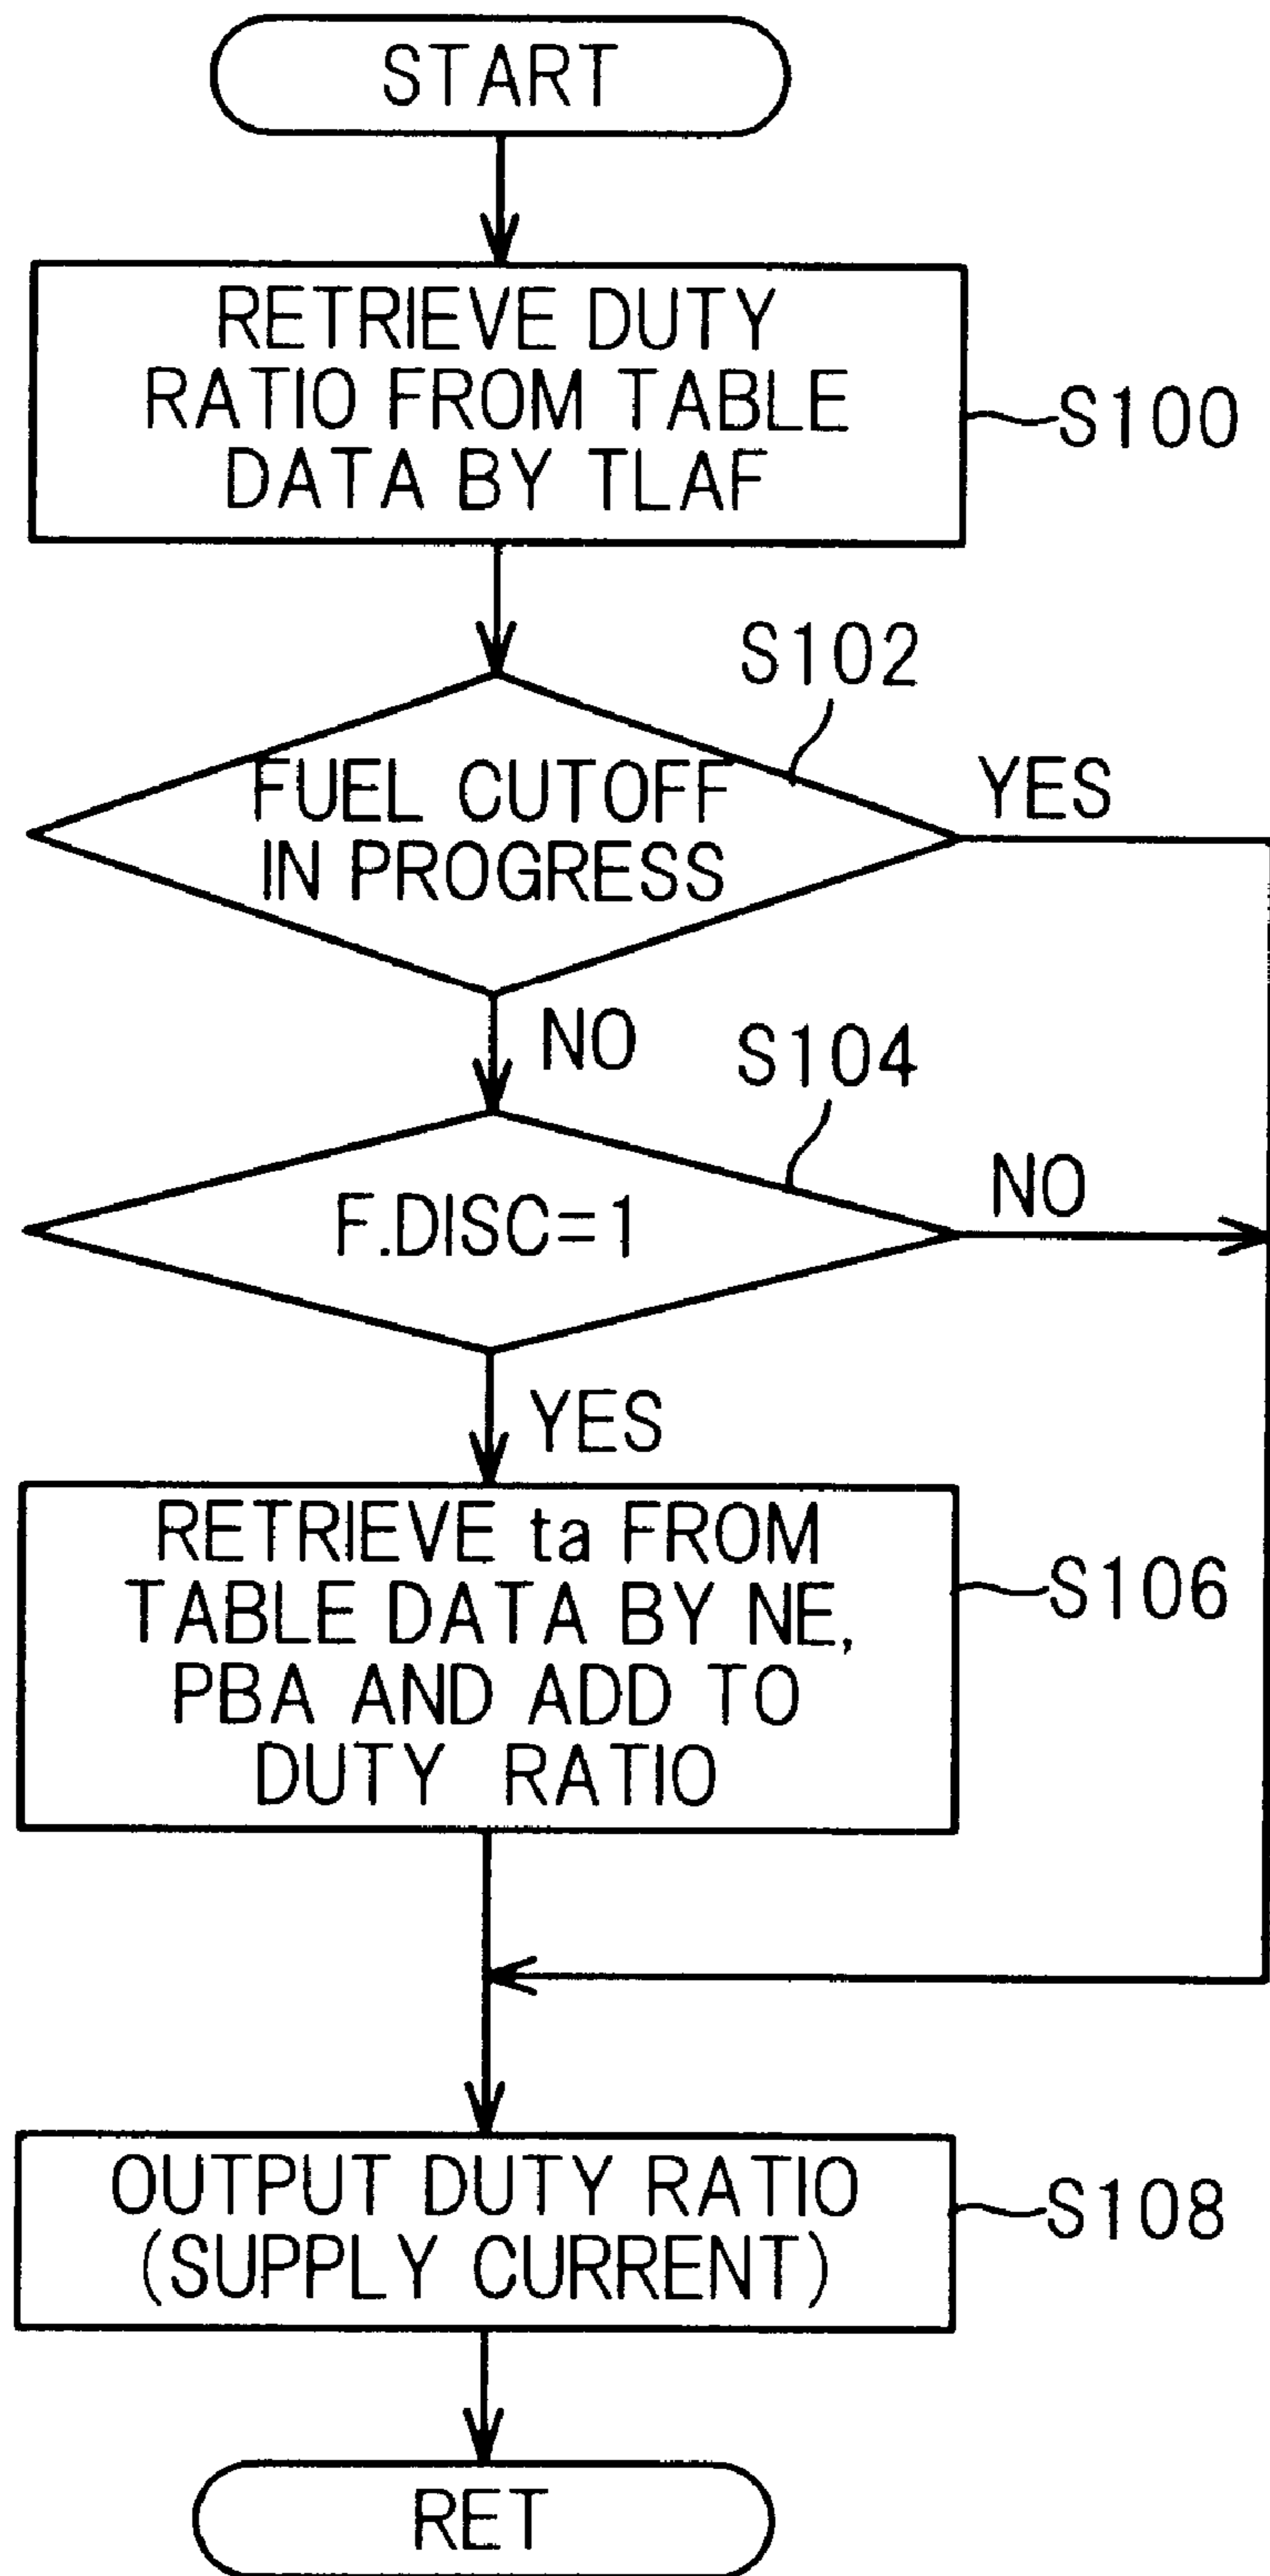 START
RETRIEVE DUTY
RATIO FROM TABLE
DATA BY TLAF
S100
S102
FUEL CUTOFF
IN PROGRESS
YES
NO
S104
F.DISC=1
NO
YES
RETRIEVE ta FROM
TABLE DATA BY NE,
PBA AND ADD TO
DUTY RATIO
S106
OUTPUT DUTY RATIO
(SUPPLY CURRENT)
S108
RET